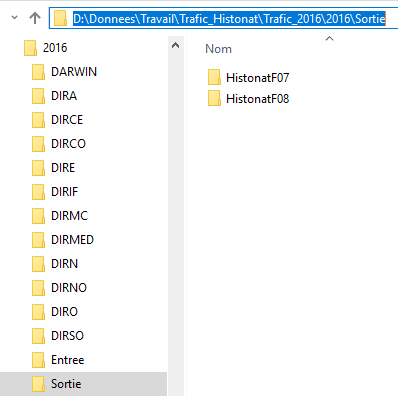 D:\Donnees\Travail\Trafic_Histonat\Trafic_2016\2016\Sortie
2016
DARWIN
DIRA
DIRCE
DIRCO
DIRE
DIRIF
DIRMC
DIRMED
DIRN
DIRNO
DIRO
DIRSO
Entree
Sortie
Nom
HistonatF07
HistonatF08